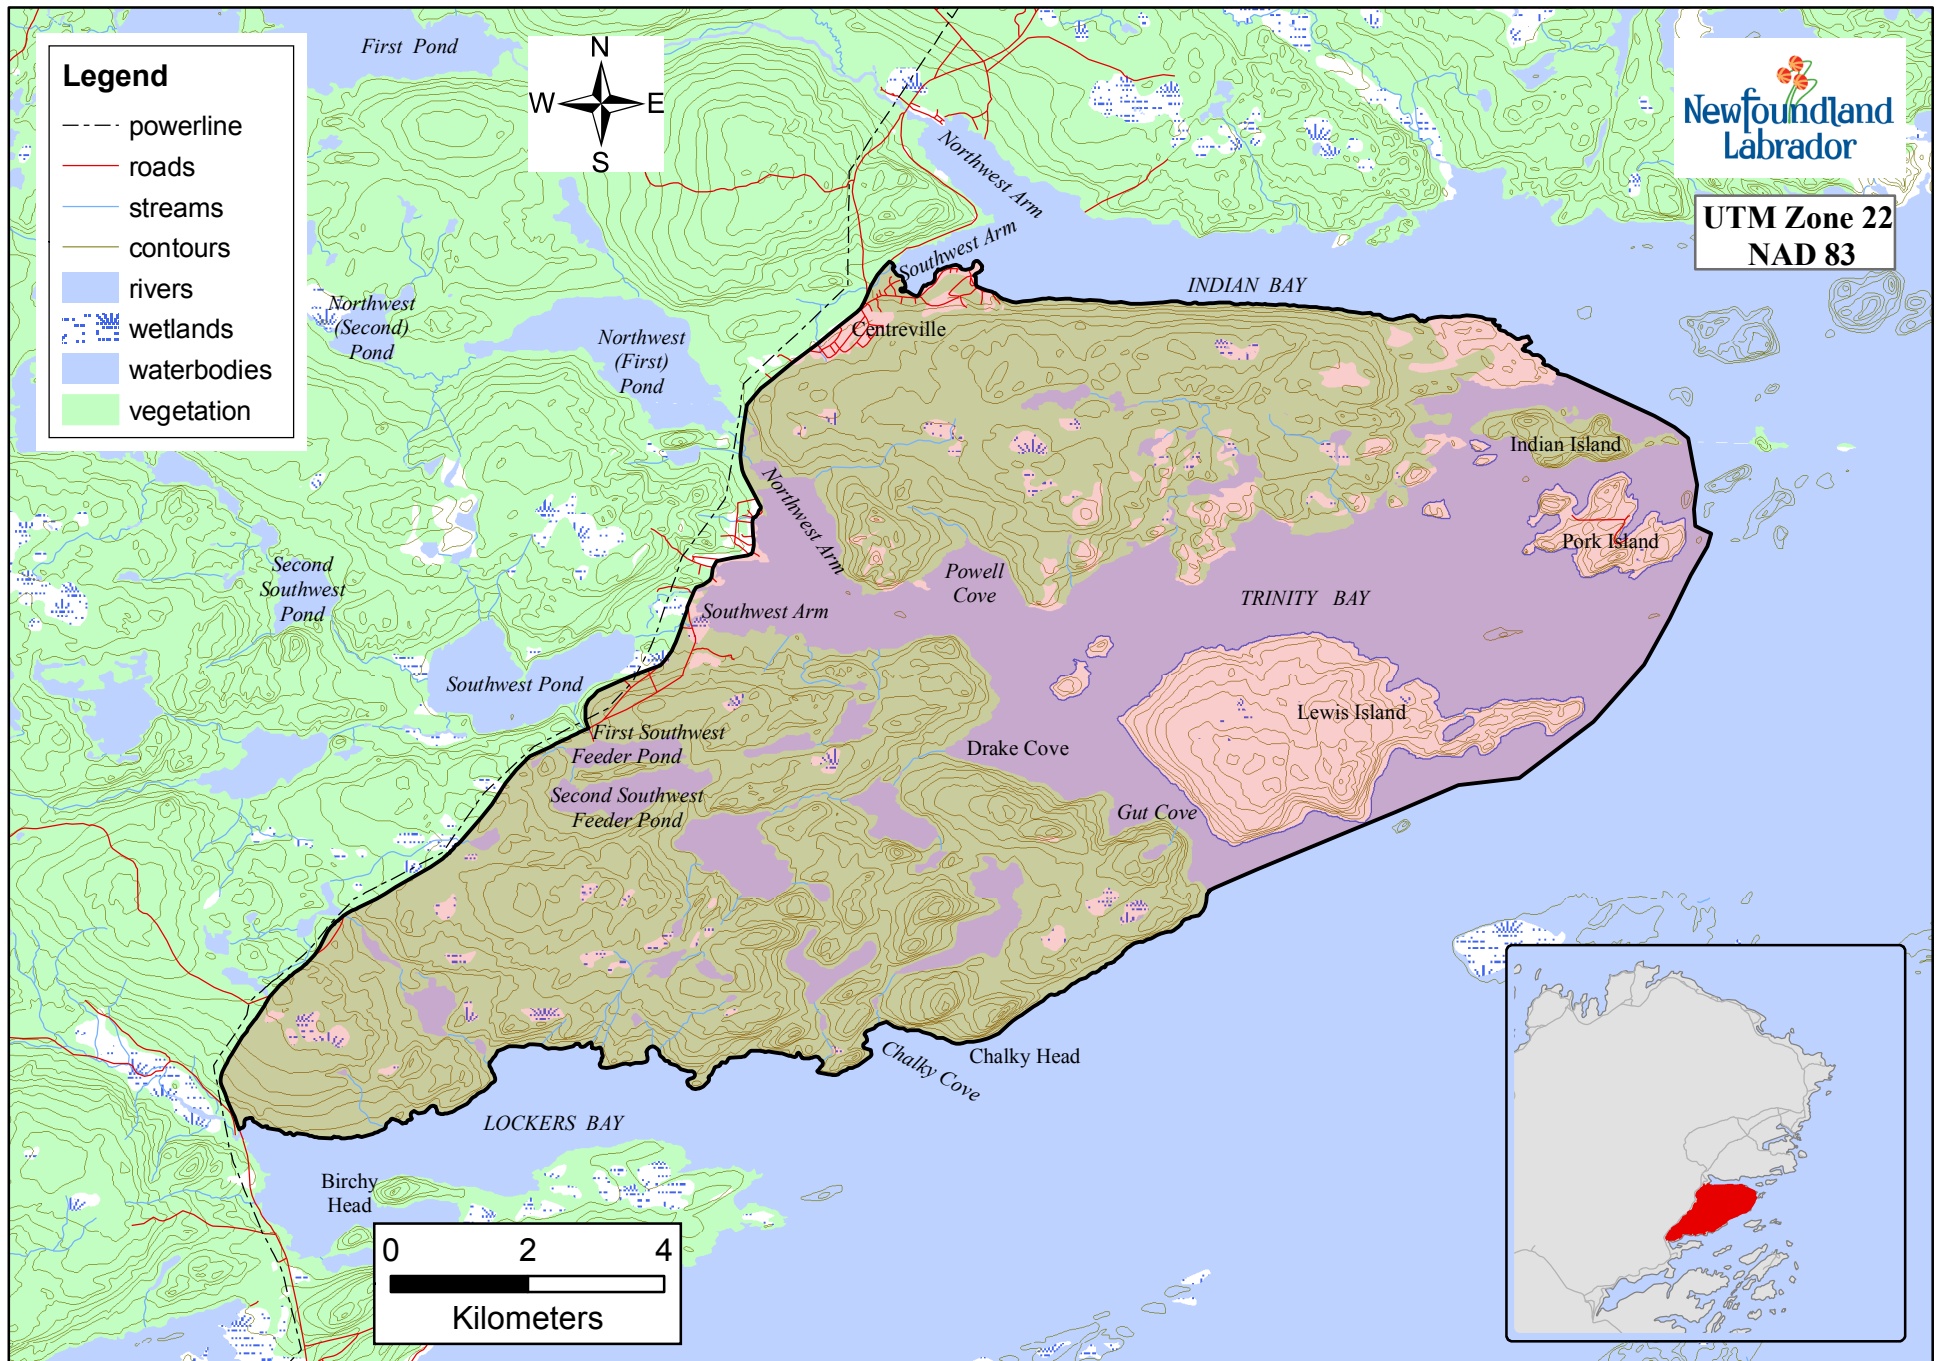 Legend
powerline
roads
streams
contours
rivers
wetlands
waterbodies
vegetation
First Pond
N
W
E
S
Newfoundland
Labrador
UTM Zone 22
NAD 83
Northwest Arm
Southwest Arm
INDIAN BAY
Northwest
(Second)
Pond
Northwest
(First)
Pond
Centreville
Indian Island
Northwest Arm
Pork Island
Second
Southwest
Pond
Powell
Cove
TRINITY BAY
Southwest Arm
Southwest Pond
Lewis Island
First Southwest
Feeder Pond
Drake Cove
Second Southwest
Feeder Pond
Gut Cove
Chalky Head
Chalky Cove
LOCKERS BAY
Birchy
Head
0 2 4
Kilometers